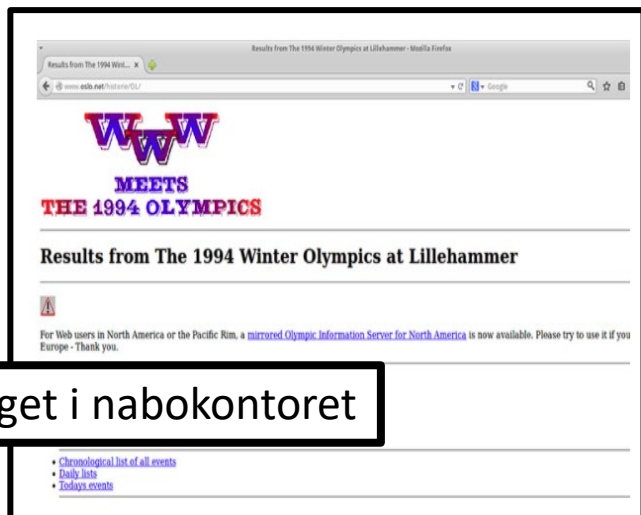 Results from The 1994 Winter Olympics at Lillehammer - Mozilla Firefox
Results from The 1994 Wint...
www.oslo.net/historie/OL/
Google
WWW
MEETS
THE 1994 OLYMPICS
Results from The 1994 Winter Olympics at Lillehammer
For Web users in North America or the Pacific Rim, a mirrored Olympic Information Server for North America is now available. Please try to use it if you
Europe - Thank you.
get i nabokontoret
Chronological list of all events
Daily lists
Todays events